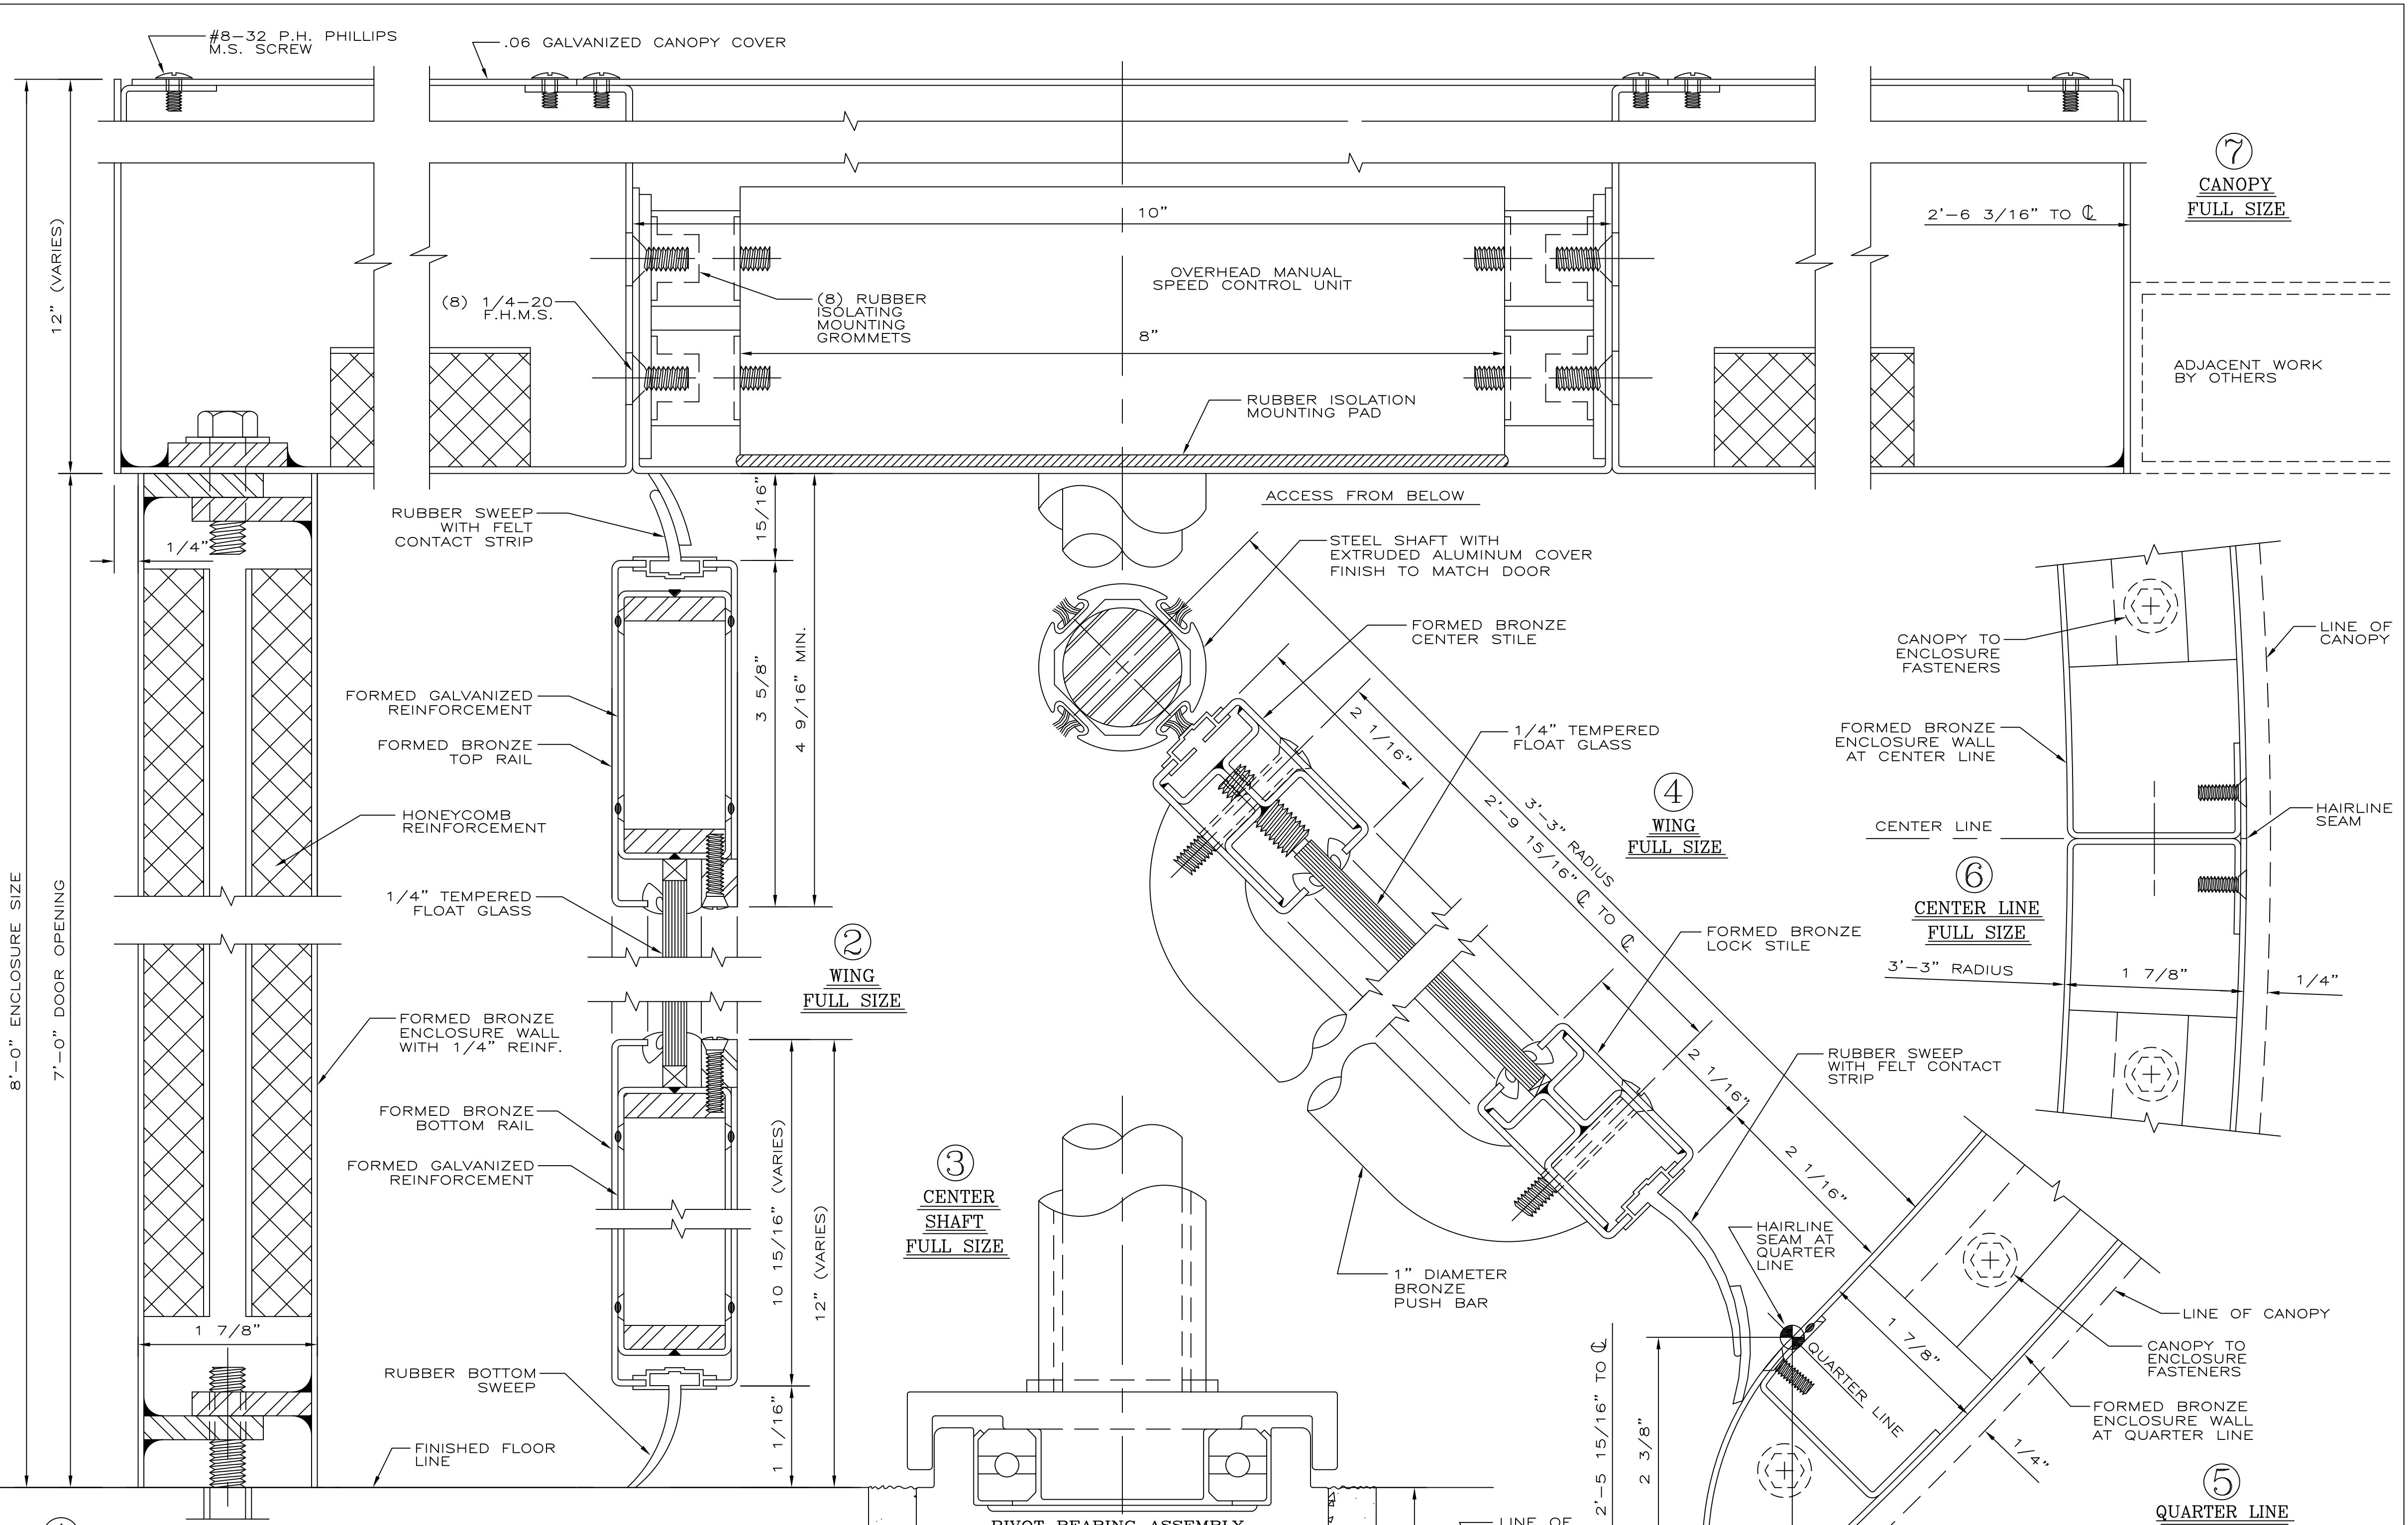 #8-32 P.H. PHILLIPS
M.S. SCREW
.06 GALVANIZED CANOPY COVER
12" (VARIES)
8'-0" ENCLOSURE SIZE
7'-0" DOOR OPENING
(8) 1/4-20
F.H.M.S.
(8) RUBBER
ISOLATING
MOUNTING
GROMMETS
10"
OVERHEAD MANUAL
SPEED CONTROL UNIT
8"
RUBBER ISOLATION
MOUNTING PAD
2'-6 3/16" TO ℄
7
CANOPY
FULL SIZE
ADJACENT WORK
BY OTHERS
ACCESS FROM BELOW
1/4"
RUBBER SWEEP
WITH FELT
CONTACT STRIP
15/16"
3 5/8"
4 9/16" MIN.
FORMED GALVANIZED
REINFORCEMENT
FORMED BRONZE
TOP RAIL
HONEYCOMB
REINFORCEMENT
1/4" TEMPERED
FLOAT GLASS
2
WING
FULL SIZE
FORMED BRONZE
ENCLOSURE WALL
WITH 1/4" REINF.
FORMED BRONZE
BOTTOM RAIL
FORMED GALVANIZED
REINFORCEMENT
10 15/16" (VARIES)
12" (VARIES)
1 7/8"
RUBBER BOTTOM
SWEEP
1 1/16"
FINISHED FLOOR
LINE
3
CENTER
SHAFT
FULL SIZE
PIVOT BEARING ASSEMBLY
STEEL SHAFT WITH
EXTRUDED ALUMINUM COVER
FINISH TO MATCH DOOR
FORMED BRONZE
CENTER STILE
2 1/16"
1/4" TEMPERED
FLOAT GLASS
3'-3" RADIUS
2'-9 15/16" ℄ TO ℄
4
WING
FULL SIZE
FORMED BRONZE
LOCK STILE
2 1/16"
RUBBER SWEEP
WITH FELT CONTACT
STRIP
2 1/16"
1" DIAMETER
BRONZE
PUSH BAR
HAIRLINE
SEAM AT
QUARTER
LINE
QUARTER LINE
1 7/8"
2'-5 15/16" TO ℄
2 3/8"
LINE OF
CANOPY TO
ENCLOSURE
FASTENERS
LINE OF
CANOPY
FORMED BRONZE
ENCLOSURE WALL
AT CENTER LINE
CENTER LINE
HAIRLINE
SEAM
6
CENTER LINE
FULL SIZE
3'-3" RADIUS
1 7/8"
1/4"
LINE OF CANOPY
CANOPY TO
ENCLOSURE
FASTENERS
FORMED BRONZE
ENCLOSURE WALL
AT QUARTER LINE
1/4"
5
QUARTER LINE